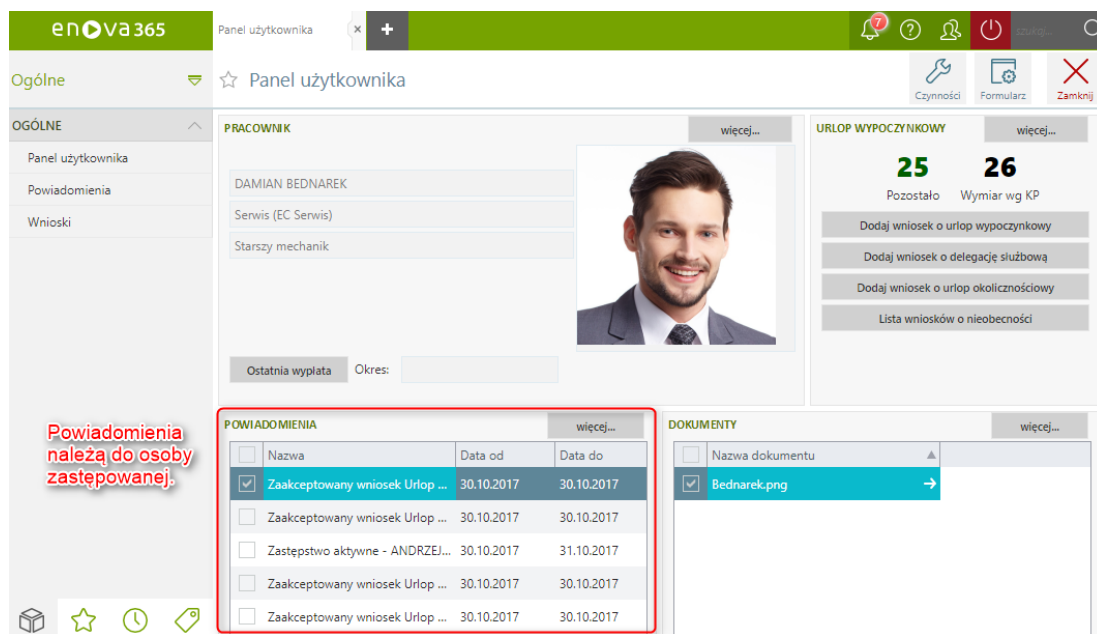 enova365
Panel użytkownika
7
szukaj...
Ogólne
Panel użytkownika
Czynności
Formularz
Zamknij
OGÓLNE
Panel użytkownika
Powiadomienia
Wnioski
PRACOWNIK
więcej...
DAMIAN BEDNAREK
Serwis (EC Serwis)
Starszy mechanik
Ostatnia wypłata
Okres:
URLOP WYPOCZYNKOWY
więcej...
25
26
Pozostało
Wymiar wg KP
Dodaj wniosek o urlop wypoczynkowy
Dodaj wniosek o delegację służbową
Dodaj wniosek o urlop okolicznościowy
Lista wniosków o nieobecności
Powiadomienia
należą do osoby
zastępowanej.
POWIADOMIENIA
więcej...
Nazwa Data od Data do
Zaakceptowany wniosek Urlop ... 30.10.2017 30.10.2017
Zaakceptowany wniosek Urlop ... 30.10.2017 30.10.2017
Zastępstwo aktywne - ANDRZEJ... 30.10.2017 31.10.2017
Zaakceptowany wniosek Urlop ... 30.10.2017 30.10.2017
Zaakceptowany wniosek Urlop ... 30.10.2017 30.10.2017
DOKUMENTY
więcej...
Nazwa dokumentu
Bednarek.png